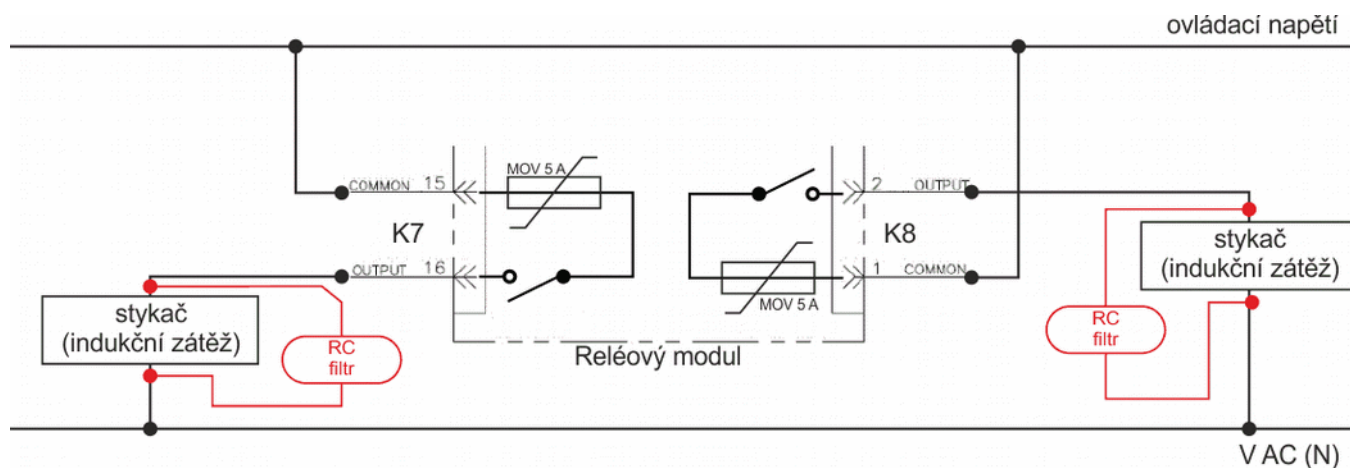 ovládací napětí
MOV 5 A
COMMON 15
2 OUTPUT
K7
K8
stykač
(indukční zátěž)
OUTPUT 16
1 COMMON
MOV 5 A
stykač
(indukční zátěž)
RC
filtr
RC
filtr
Reléový modul
V AC (N)